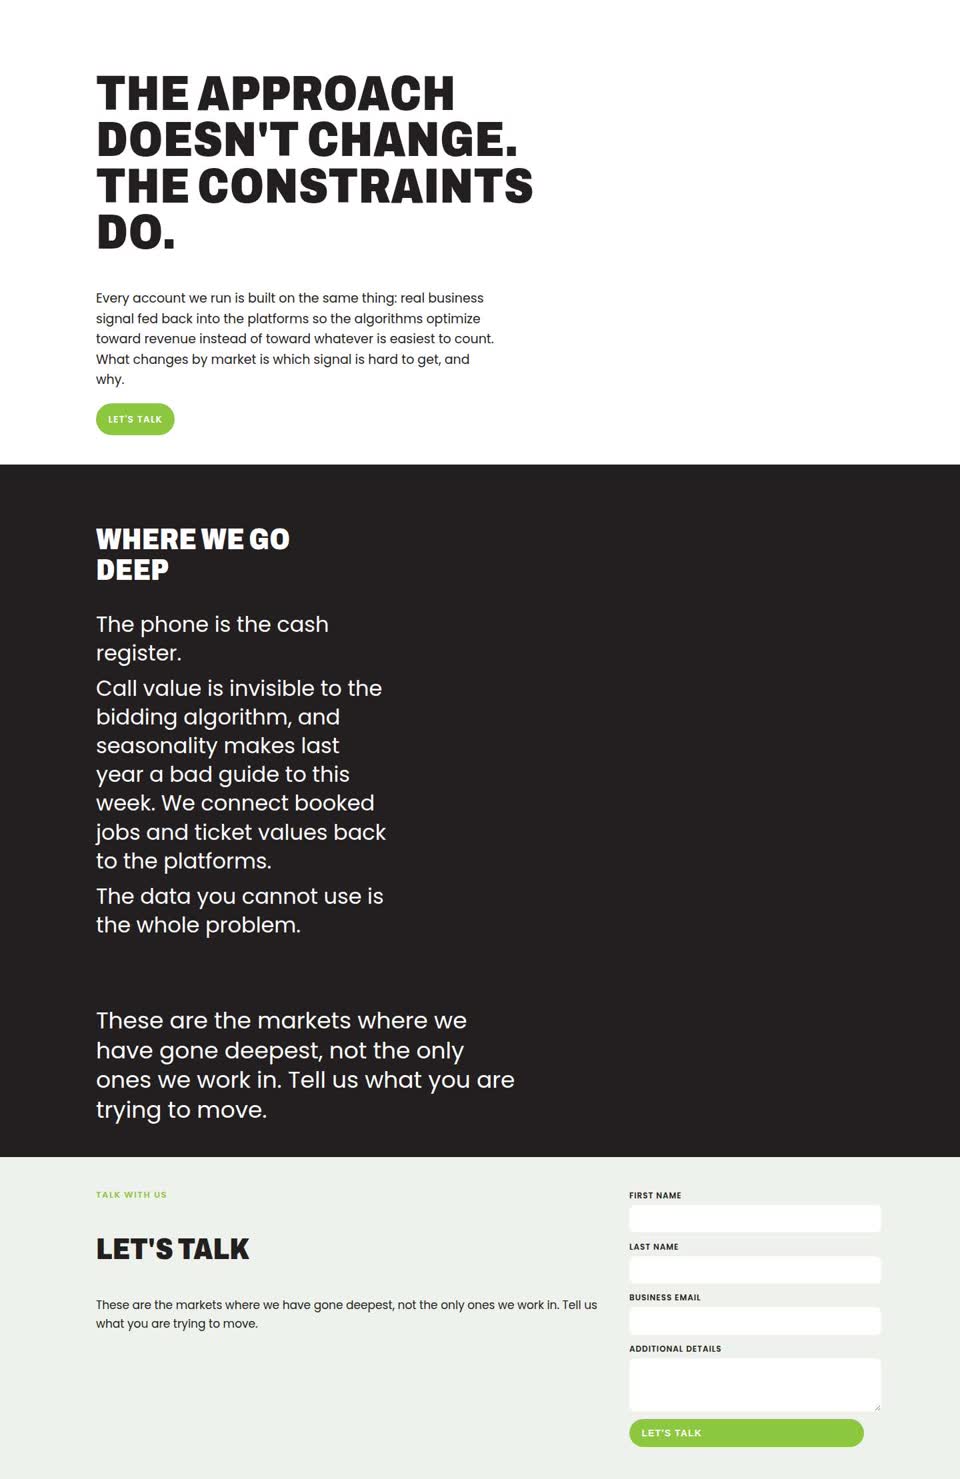 THE APPROACH
DOESN'T CHANGE.
THE CONSTRAINTS
DO.
Every account we run is built on the same thing: real business
signal fed back into the platforms so the algorithms optimize
toward revenue instead of toward whatever is easiest to count.
What changes by market is which signal is hard to get, and
why.
LET'S TALK
WHERE WE GO
DEEP
The phone is the cash
register.
Call value is invisible to the
bidding algorithm, and
seasonality makes last
year a bad guide to this
week. We connect booked
jobs and ticket values back
to the platforms.
The data you cannot use is
the whole problem.
These are the markets where we
have gone deepest, not the only
ones we work in. Tell us what you are
trying to move.
TALK WITH US
LET'S TALK
These are the markets where we have gone deepest, not the only ones we work in. Tell us
what you are trying to move.
FIRST NAME
LAST NAME
BUSINESS EMAIL
ADDITIONAL DETAILS
LET'S TALK